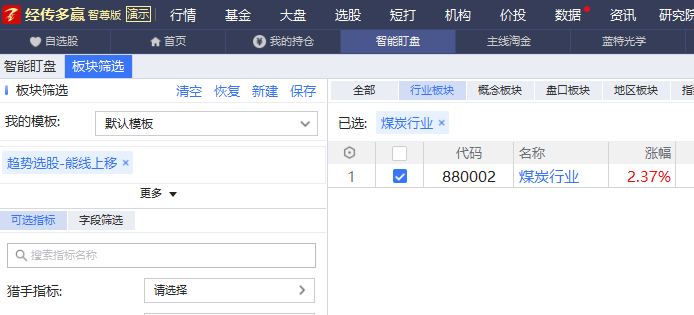 经传多赢 智尊版 演示 行情 基金 大盘 选股 短打 机构 价投 数据 资讯 研究院
自选股 首页 我的持仓 智能盯盘 主线淘金 蓝特光学
智能盯盘 板块筛选
板块筛选 清空 恢复 新建 保存
我的模板: 默认模板
趋势选股-熊线上移 ×
更多
可选指标 字段筛选
搜索指标名称
猎手指标: 请选择
全部 行业板块 概念板块 盘口板块 地区板块
已选: 煤炭行业 ×
代码 名称 涨幅
1 880002 煤炭行业 2.37%